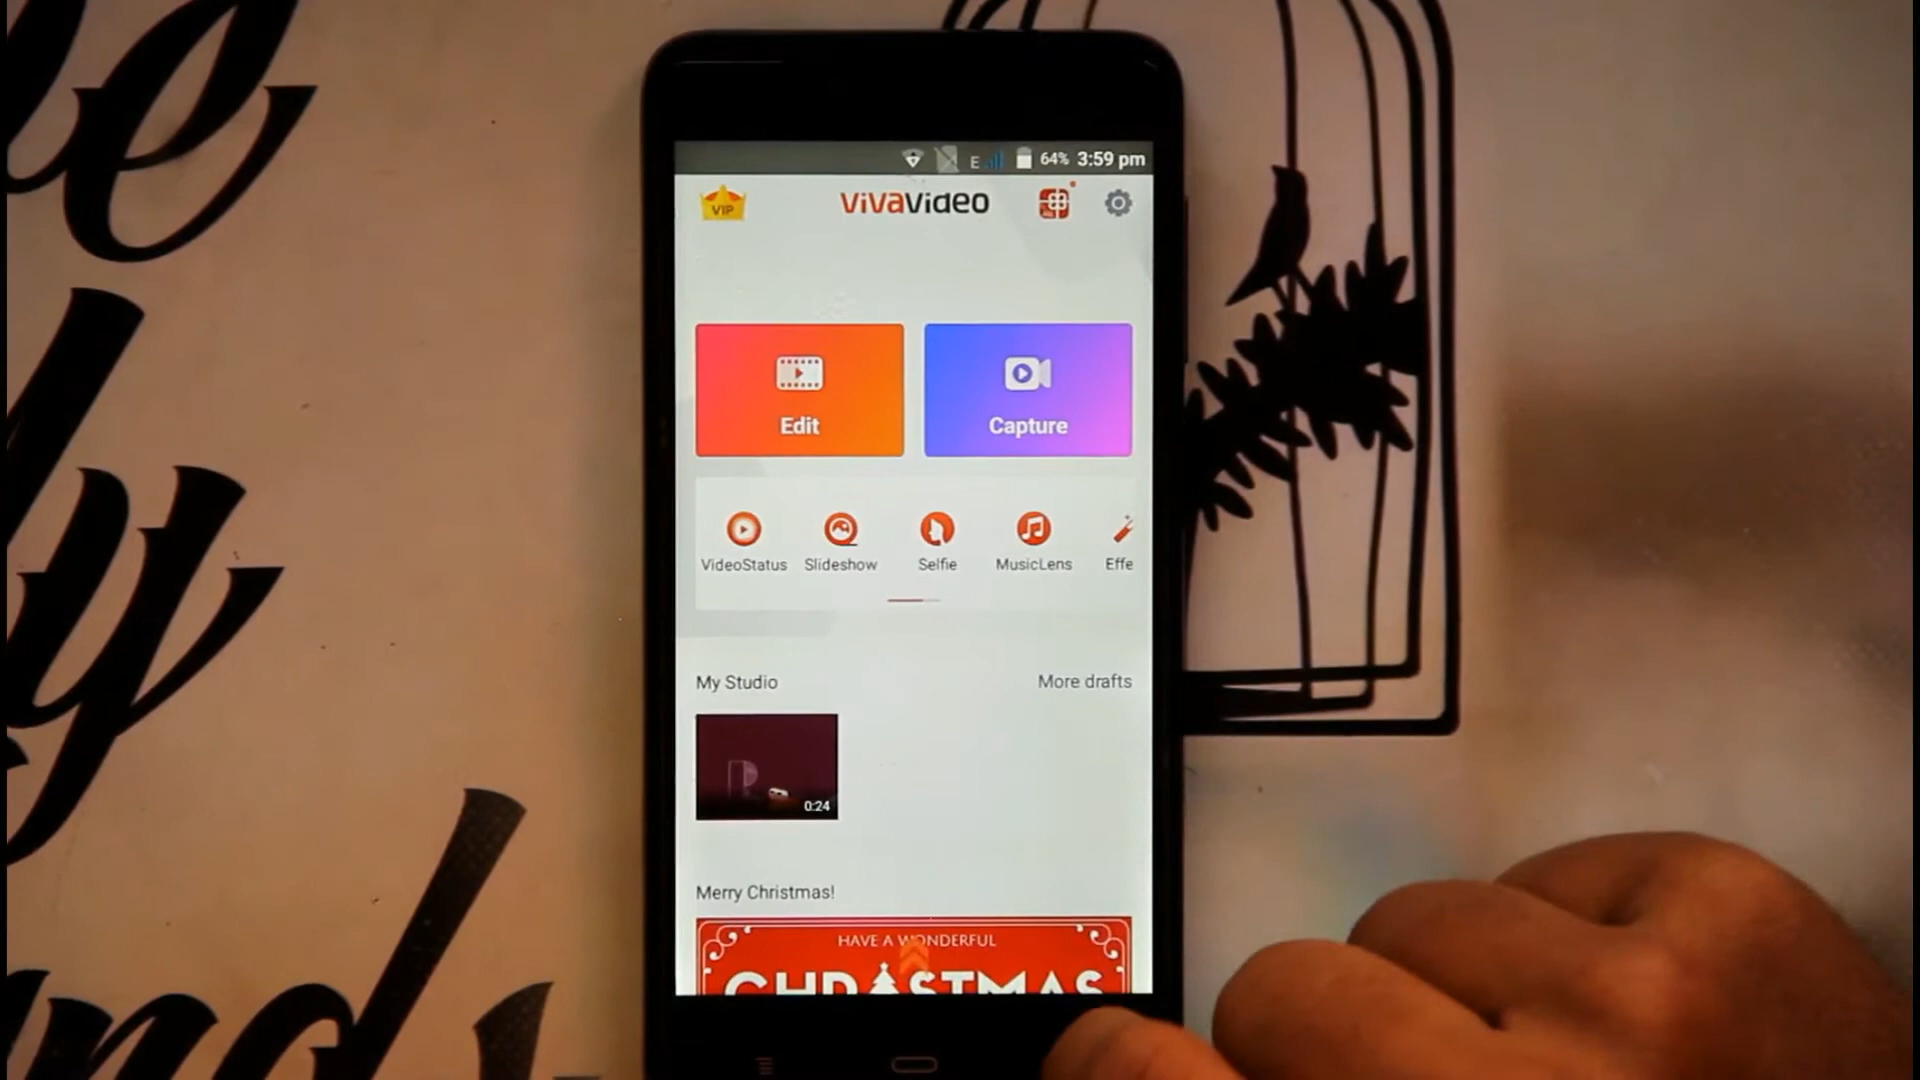 E 64% 3:59 pm
VIP
VivaVideo
Edit
Capture
VideoStatus
Slideshow
Selfie
MusicLens
Effe
My Studio
More drafts
0:24
Merry Christmas!
HAVE A WONDERFUL
CHRISTMAS